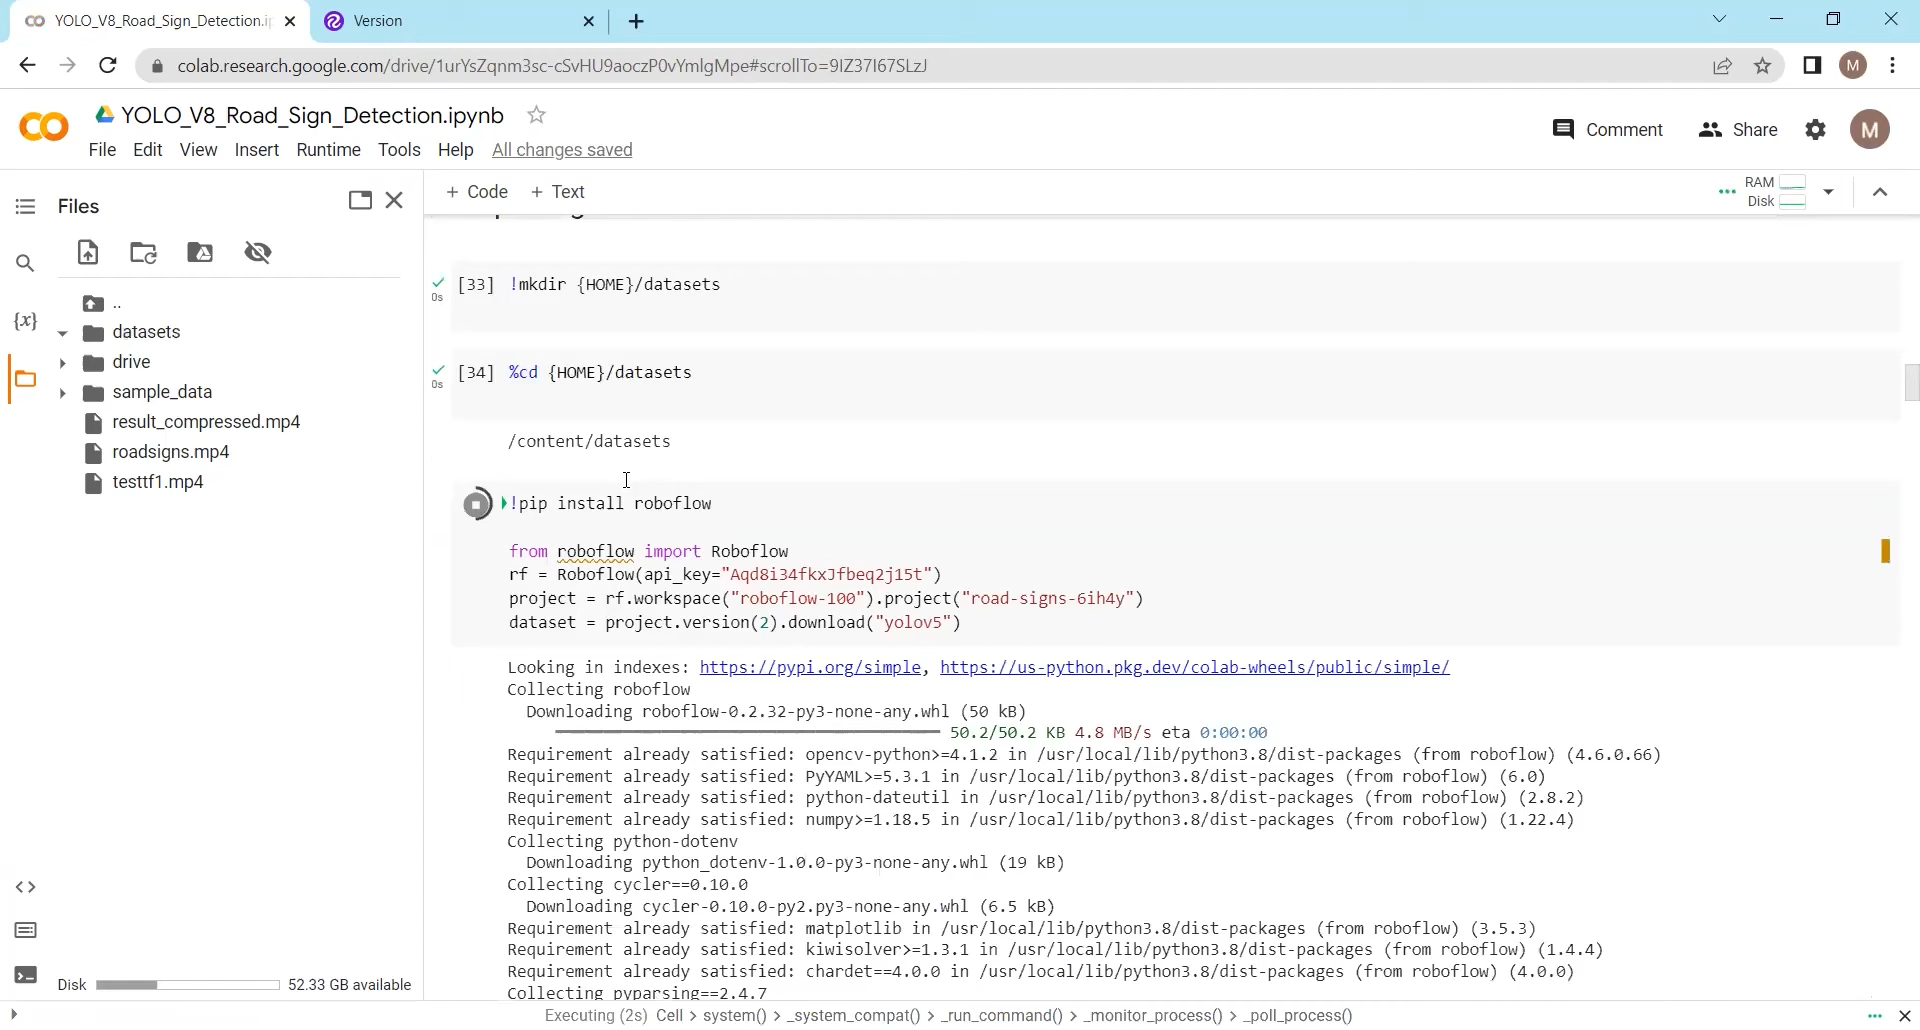 YOLO_V8_Road_Sign_Detection.ip
Version
colab.research.google.com/drive/1urYsZqnm3sc-cSvHU9aoczP0vYmlgMpe#scrollTo=9IZ37I67SLzJ
M
YOLO_V8_Road_Sign_Detection.ipynb
Comment
Share
M
File Edit View Insert Runtime Tools Help All changes saved
Files
+ Code + Text
RAM
Disk
..
datasets
drive
sample_data
result_compressed.mp4
roadsigns.mp4
testtf1.mp4
{x}
[33] !mkdir {HOME}/datasets
0s
[34] %cd {HOME}/datasets
0s
/content/datasets
!pip install roboflow
from roboflow import Roboflow
rf = Roboflow(api_key="Aqd8i34fkxJfbeq2j15t")
project = rf.workspace("roboflow-100").project("road-signs-6ih4y")
dataset = project.version(2).download("yolov5")
Looking in indexes: https://pypi.org/simple, https://us-python.pkg.dev/colab-wheels/public/simple/
Collecting roboflow
Downloading roboflow-0.2.32-py3-none-any.whl (50 kB)
50.2/50.2 KB 4.8 MB/s eta 0:00:00
Requirement already satisfied: opencv-python>=4.1.2 in /usr/local/lib/python3.8/dist-packages (from roboflow) (4.6.0.66)
Requirement already satisfied: PyYAML>=5.3.1 in /usr/local/lib/python3.8/dist-packages (from roboflow) (6.0)
Requirement already satisfied: python-dateutil in /usr/local/lib/python3.8/dist-packages (from roboflow) (2.8.2)
Requirement already satisfied: numpy>=1.18.5 in /usr/local/lib/python3.8/dist-packages (from roboflow) (1.22.4)
Collecting python-dotenv
Downloading python_dotenv-1.0.0-py3-none-any.whl (19 kB)
Collecting cycler==0.10.0
Downloading cycler-0.10.0-py2.py3-none-any.whl (6.5 kB)
Requirement already satisfied: matplotlib in /usr/local/lib/python3.8/dist-packages (from roboflow) (3.5.3)
Requirement already satisfied: kiwisolver>=1.3.1 in /usr/local/lib/python3.8/dist-packages (from roboflow) (1.4.4)
Requirement already satisfied: chardet==4.0.0 in /usr/local/lib/python3.8/dist-packages (from roboflow) (4.0.0)
Collecting pyparsing==2.4.7
Disk 52.33 GB available
Executing (2s) Cell > system() > _system_compat() > _run_command() > _monitor_process() > _poll_process()